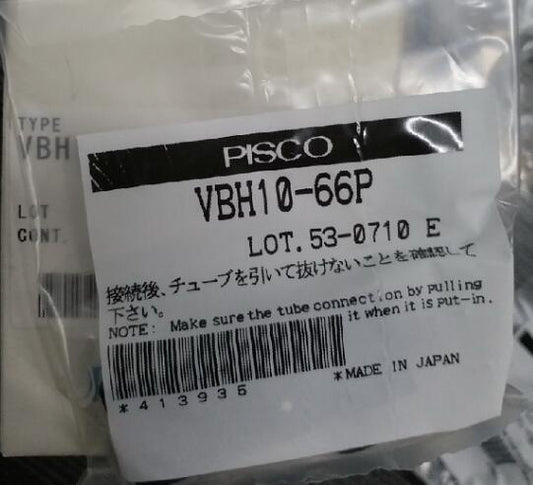 TYPE
VBH
LOT
CONT.
PISCO
VBH10-66P
LOT.53-0710 E
接続後、チューブを引いて抜けないことを確認して
下さい。
NOTE: Make sure the tube connection by pulling
it when it is put-in.
*413935
*MADE IN JAPAN